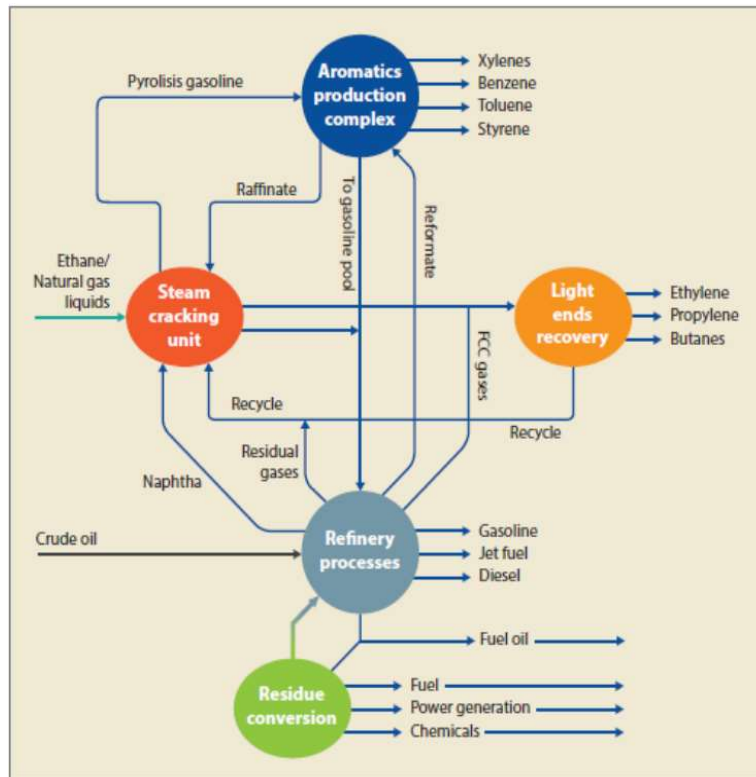 Pyrolisis gasoline
Aromatics
production
complex
Xylenes
Benzene
Toluene
Styrene
Raffinate
To gasoline pool
Reformate
Ethane/
Natural gas
liquids
Steam
cracking
unit
Light
ends
recovery
Ethylene
Propylene
Butanes
FCC gases
Recycle
Recycle
Residual
gases
Naphtha
Crude oil
Refinery
processes
Gasoline
Jet fuel
Diesel
Fuel oil
Residue
conversion
Fuel
Power generation
Chemicals